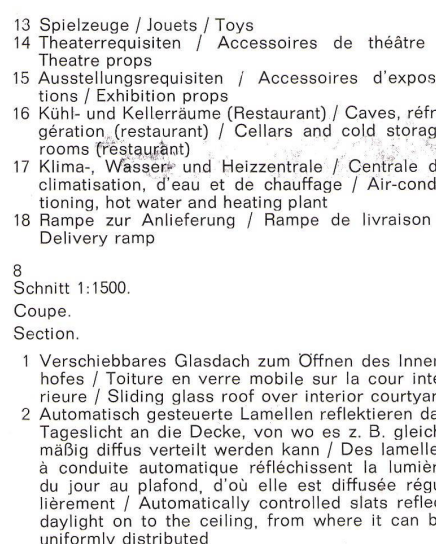 13 Spielzeuge / Jouets / Toys
14 Theaterrequisiten / Accessoires de théâtre
Theatre props
15 Ausstellungsrequisiten / Accessoires d'expos
tions / Exhibition props
16 Kühl- und Kellerräume (Restaurant) / Caves, réfr
gération (restaurant) / Cellars and cold storag
rooms (restaurant)
17 Klima-, Wasser- und Heizzentrale / Centrale d
climatisation, d'eau et de chauffage / Air-cond
tioning, hot water and heating plant
18 Rampe zur Anlieferung / Rampe de livraison
Delivery ramp
8
Schnitt 1:1500.
Coupe.
Section.
1 Verschiebbares Glasdach zum Öffnen des Inner
hofes / Toiture en verre mobile sur la cour inté
rieure / Sliding glass roof over interior courtyar
2 Automatisch gesteuerte Lamellen reflektieren da
Tageslicht an die Decke, von wo es z. B. gleich
mäßig diffus verteilt werden kann / Des lamelle
à conduite automatique réfléchissent la lumièr
du jour au plafond, d'où elle est diffusée régu
lièrement / Automatically controlled slats reflec
daylight on to the ceiling, from where it can b
uniformly distributed